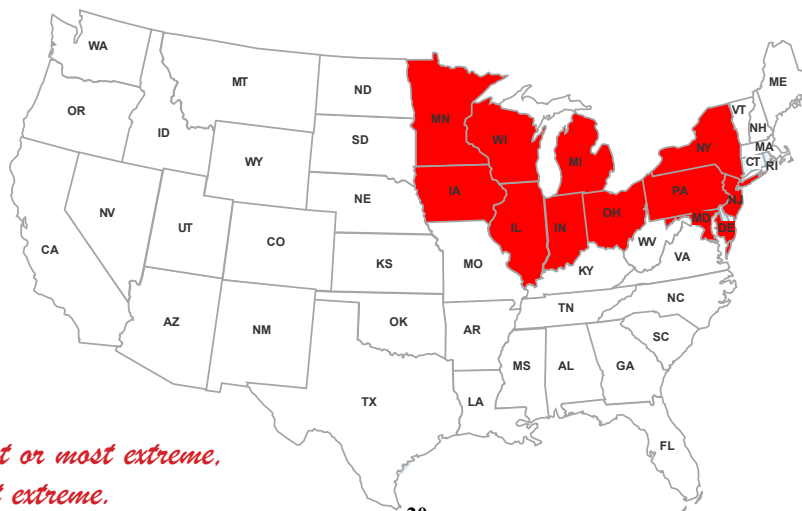 WA
MT
ND
ME
VT
OR
MN
NH
ID
SD
WI
MA
NY
CT
RI
WY
MI
IA
PA
NE
NJ
NV
OH
MD
UT
IL
IN
DE
CO
WV
CA
VA
KS
MO
KY
NC
TN
AZ
NM
OK
AR
SC
MS
AL
GA
TX
LA
FL
or most extreme,
extreme.